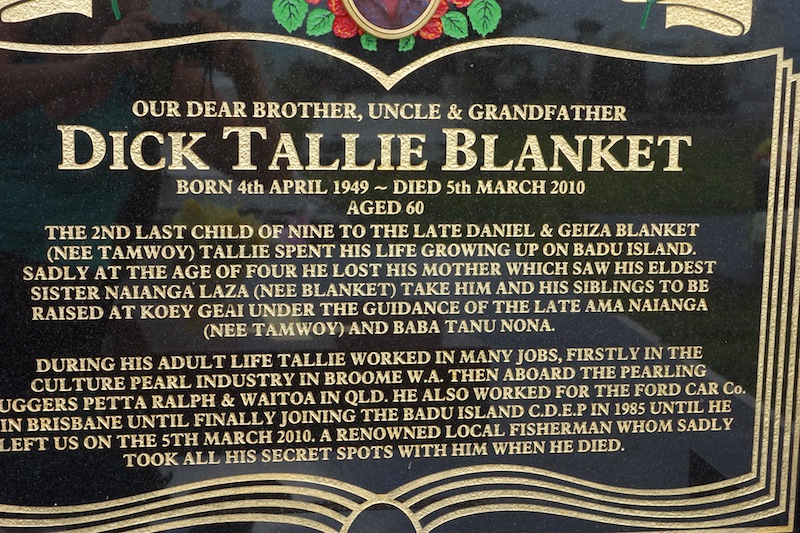 OUR DEAR BROTHER, UNCLE & GRANDFATHER
DICK TALLIE BLANKET
BORN 4th APRIL 1949 ~ DIED 5th MARCH 2010
AGED 60
THE 2ND LAST CHILD OF NINE TO THE LATE DANIEL & GEIZA BLANKET
(NEE TAMWOY) TALLIE SPENT HIS LIFE GROWING UP ON BADU ISLAND.
SADLY AT THE AGE OF FOUR HE LOST HIS MOTHER WHICH SAW HIS ELDEST
SISTER NAIANGA LAZA (NEE BLANKET) TAKE HIM AND HIS SIBLINGS TO BE
RAISED AT KOEY GEAI UNDER THE GUIDANCE OF THE LATE AMA NAIANGA
(NEE TAMWOY) AND BABA TANU NONA.
DURING HIS ADULT LIFE TALLIE WORKED IN MANY JOBS, FIRSTLY IN THE
CULTURE PEARL INDUSTRY IN BROOME W.A. THEN ABOARD THE PEARLING
UGGERS PETTA RALPH & WAITOA IN QLD. HE ALSO WORKED FOR THE FORD CAR Co.
IN BRISBANE UNTIL FINALLY JOINING THE BADU ISLAND C.D.E.P IN 1985 UNTIL HE
LEFT US ON THE 5TH MARCH 2010. A RENOWNED LOCAL FISHERMAN WHOM SADLY
TOOK ALL HIS SECRET SPOTS WITH HIM WHEN HE DIED.